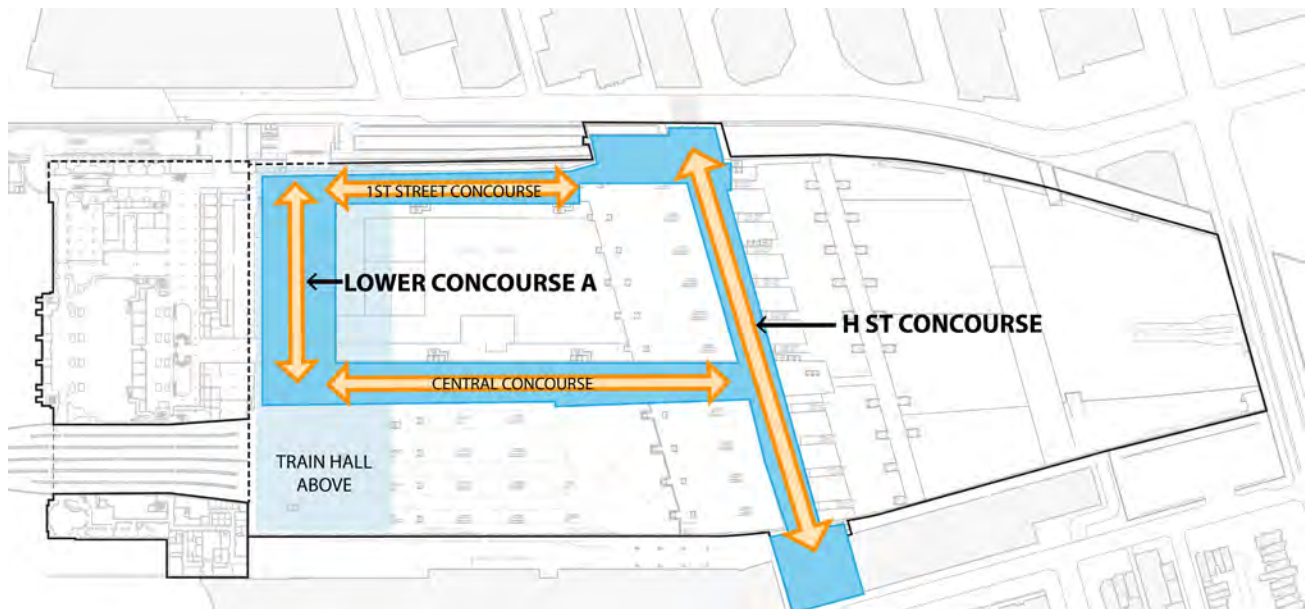 1ST STREET CONCOURSE
LOWER CONCOURSE A
H ST CONCOURSE
CENTRAL CONCOURSE
TRAIN HALL
ABOVE